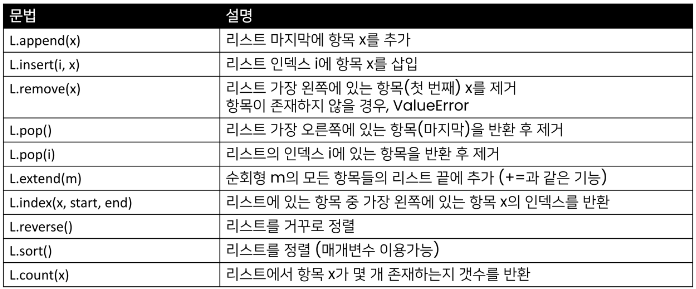 문법 설명
L.append(x) 리스트 마지막에 항목 x를 추가
L.insert(i, x) 리스트 인덱스 i에 항목 x를 삽입
L.remove(x) 리스트 가장 왼쪽에 있는 항목(첫 번째) x를 제거
항목이 존재하지 않을 경우, ValueError
L.pop() 리스트 가장 오른쪽에 있는 항목(마지막)을 반환 후 제거
L.pop(i) 리스트의 인덱스 i에 있는 항목을 반환 후 제거
L.extend(m) 순회형 m의 모든 항목들의 리스트 끝에 추가 (+=과 같은 기능)
L.index(x, start, end) 리스트에 있는 항목 중 가장 왼쪽에 있는 항목 x의 인덱스를 반환
L.reverse() 리스트를 거꾸로 정렬
L.sort() 리스트를 정렬 (매개변수 이용가능)
L.count(x) 리스트에서 항목 x가 몇 개 존재하는지 갯수를 반환